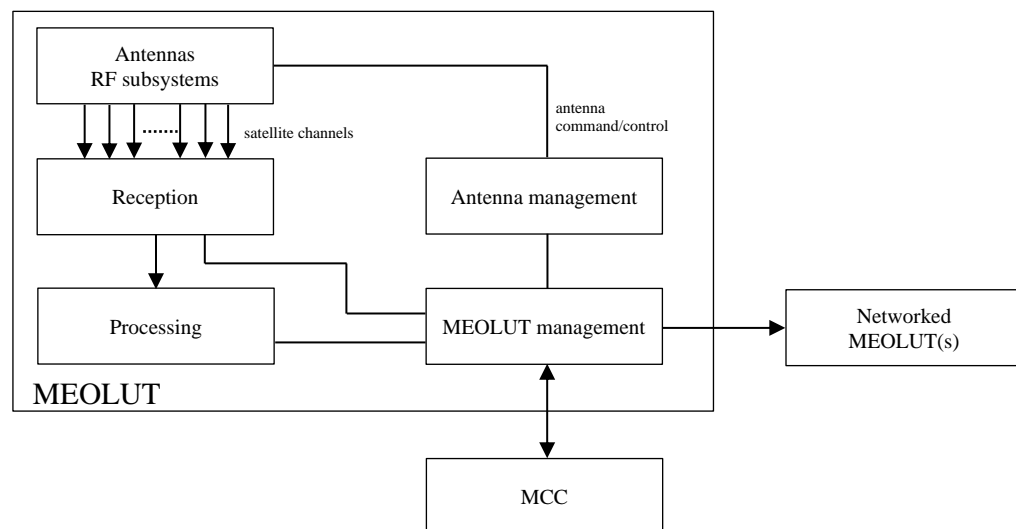 Antennas
RF subsystems
antenna
command/control
satellite channels
Reception
Antenna management
Processing
MEOLUT management
Networked
MEOLUT(s)
MEOLUT
MCC